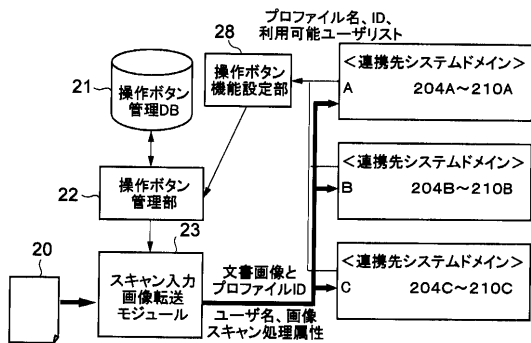 プロファイル名、ID、
利用可能ユーザリスト
28
操作ボタン
機能設定部
21
操作ボタン
管理DB
22
操作ボタン
管理部
23
20
スキャン入力
画像転送
モジュール
文書画像と
プロファイルID
ユーザ名、画像
スキャン処理属性
<連携先システムドメイン>
A 204A~210A
<連携先システムドメイン>
B 204B~210B
<連携先システムドメイン>
C 204C~210C